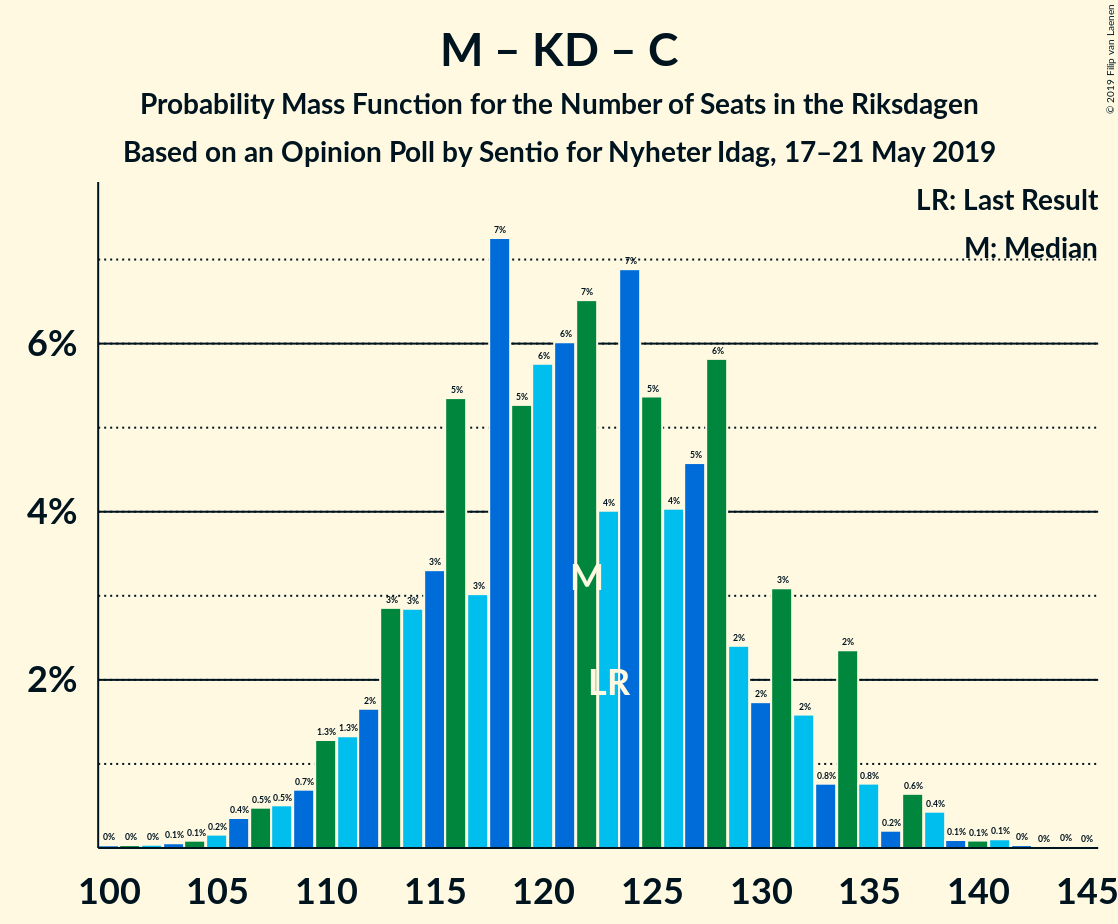 M – KD – C
Probability Mass Function for the Number of Seats in the Riksdagen
Based on an Opinion Poll by Sentio for Nyheter Idag, 17–21 May 2019
© 2019 Filip van Laenen
LR: Last Result
M: Median
6%
4%
2%
0% 0% 0% 0.1% 0.1% 0.2% 0.4% 0.5% 0.5% 0.7% 1.3% 1.3% 2% 3% 3% 3% 5% 3% 7% 5% 6% 6% 7% 4% 7% 5% 4% 5% 6% 2% 2% 3% 2% 0.8% 2% 0.8% 0.2% 0.6% 0.4% 0.1% 0.1% 0.1% 0% 0% 0% 0%
M
LR
100 105 110 115 120 125 130 135 140 145